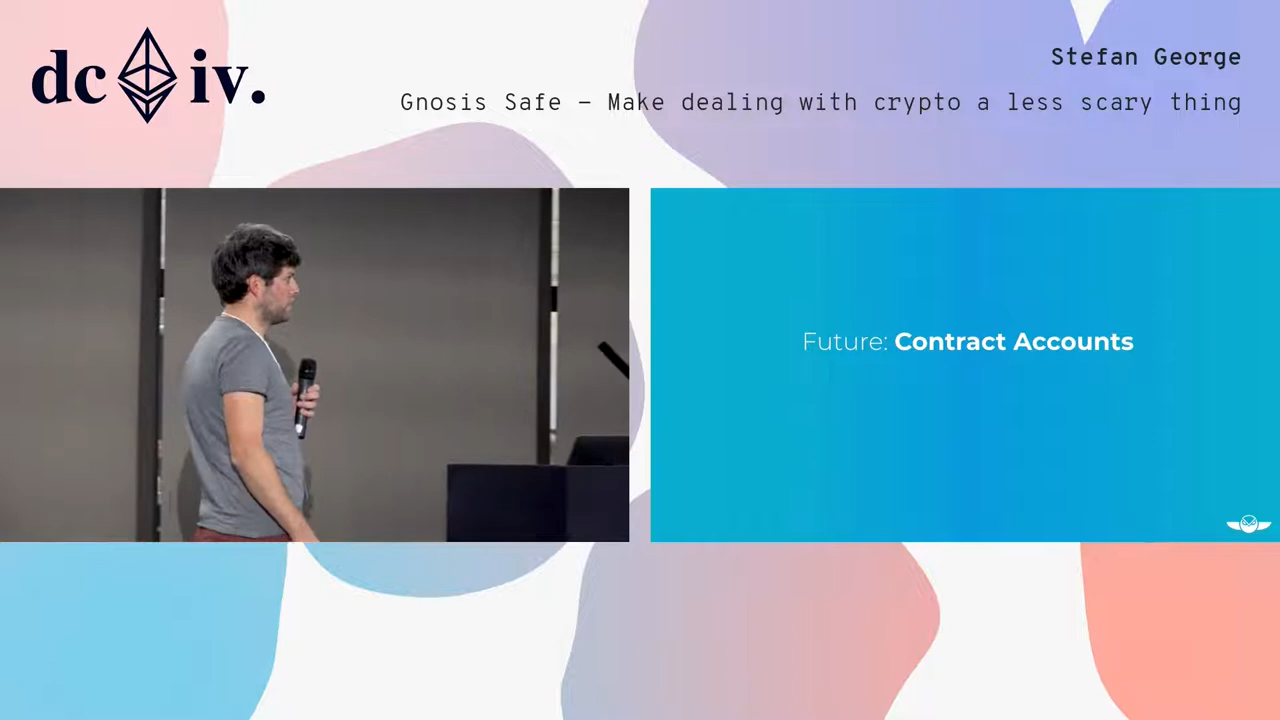 dc iv.
Stefan George
Gnosis Safe – Make dealing with crypto a less scary thing
Future: Contract Accounts